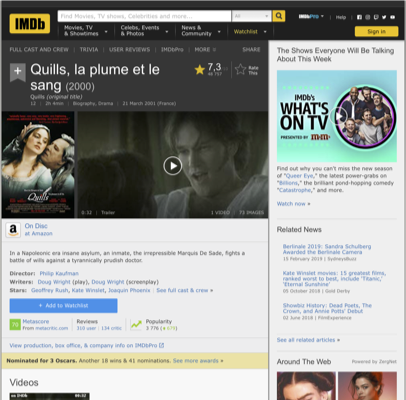 IMDb
Find Movies, TV shows, Celebrities and more...
All
IMDbPro
Help
Movies, TV & Showtimes
Celebs, Events & Photos
News & Community
Watchlist
Sign in
FULL CAST AND CREW | TRIVIA | USER REVIEWS | IMDbPro | MORE
SHARE
Quills, la plume et le sang (2000)
Quills (original title)
7,3
Rate This
12 | 2h 4min | Biography, Drama | 21 March 2001 (France)
Quills
0:32 | Trailer
1 VIDEO | 75 IMAGES
On Disc
at Amazon
In a Napoleonic era insane asylum, an inmate, the irrepressible Marquis De Sade, fights a battle of wills against a tyrannically prudish doctor.
Director: Philip Kaufman
Writers: Doug Wright (play), Doug Wright (screenplay)
Stars: Geoffrey Rush, Kate Winslet, Joaquin Phoenix | See full cast & crew »
+ Add to Watchlist
Metascore
From metacritic.com
Reviews
310 user | 134 critic
Popularity
View production, box office, & company info on IMDbPro
Nominated for 3 Oscars. Another 18 wins & 41 nominations. See more awards »
Videos
The Shows Everyone Will Be Talking About This Week
IMDb's
WHAT'S ON TV
PRESENTED BY m&m's
Find out why you can't miss the new season of "Queer Eye," the latest power-grabs on "Billions," the brilliant pond-hopping comedy "Catastrophe," and more.
Watch now »
Related News
Berlinale 2019: Sandra Schulberg Awarded the Berlinale Camera
15 February 2019 | SydneysBuzz
Kate Winslet movies: 15 greatest films, ranked worst to best, include 'Titanic,' 'Eternal Sunshine'
05 October 2018 | Gold Derby
Showbiz History: Dead Poets, The Crown, and Annie Potts' Debut
02 June 2018 | FilmExperience
See all related articles »
Around The Web
Powered by ZergNet